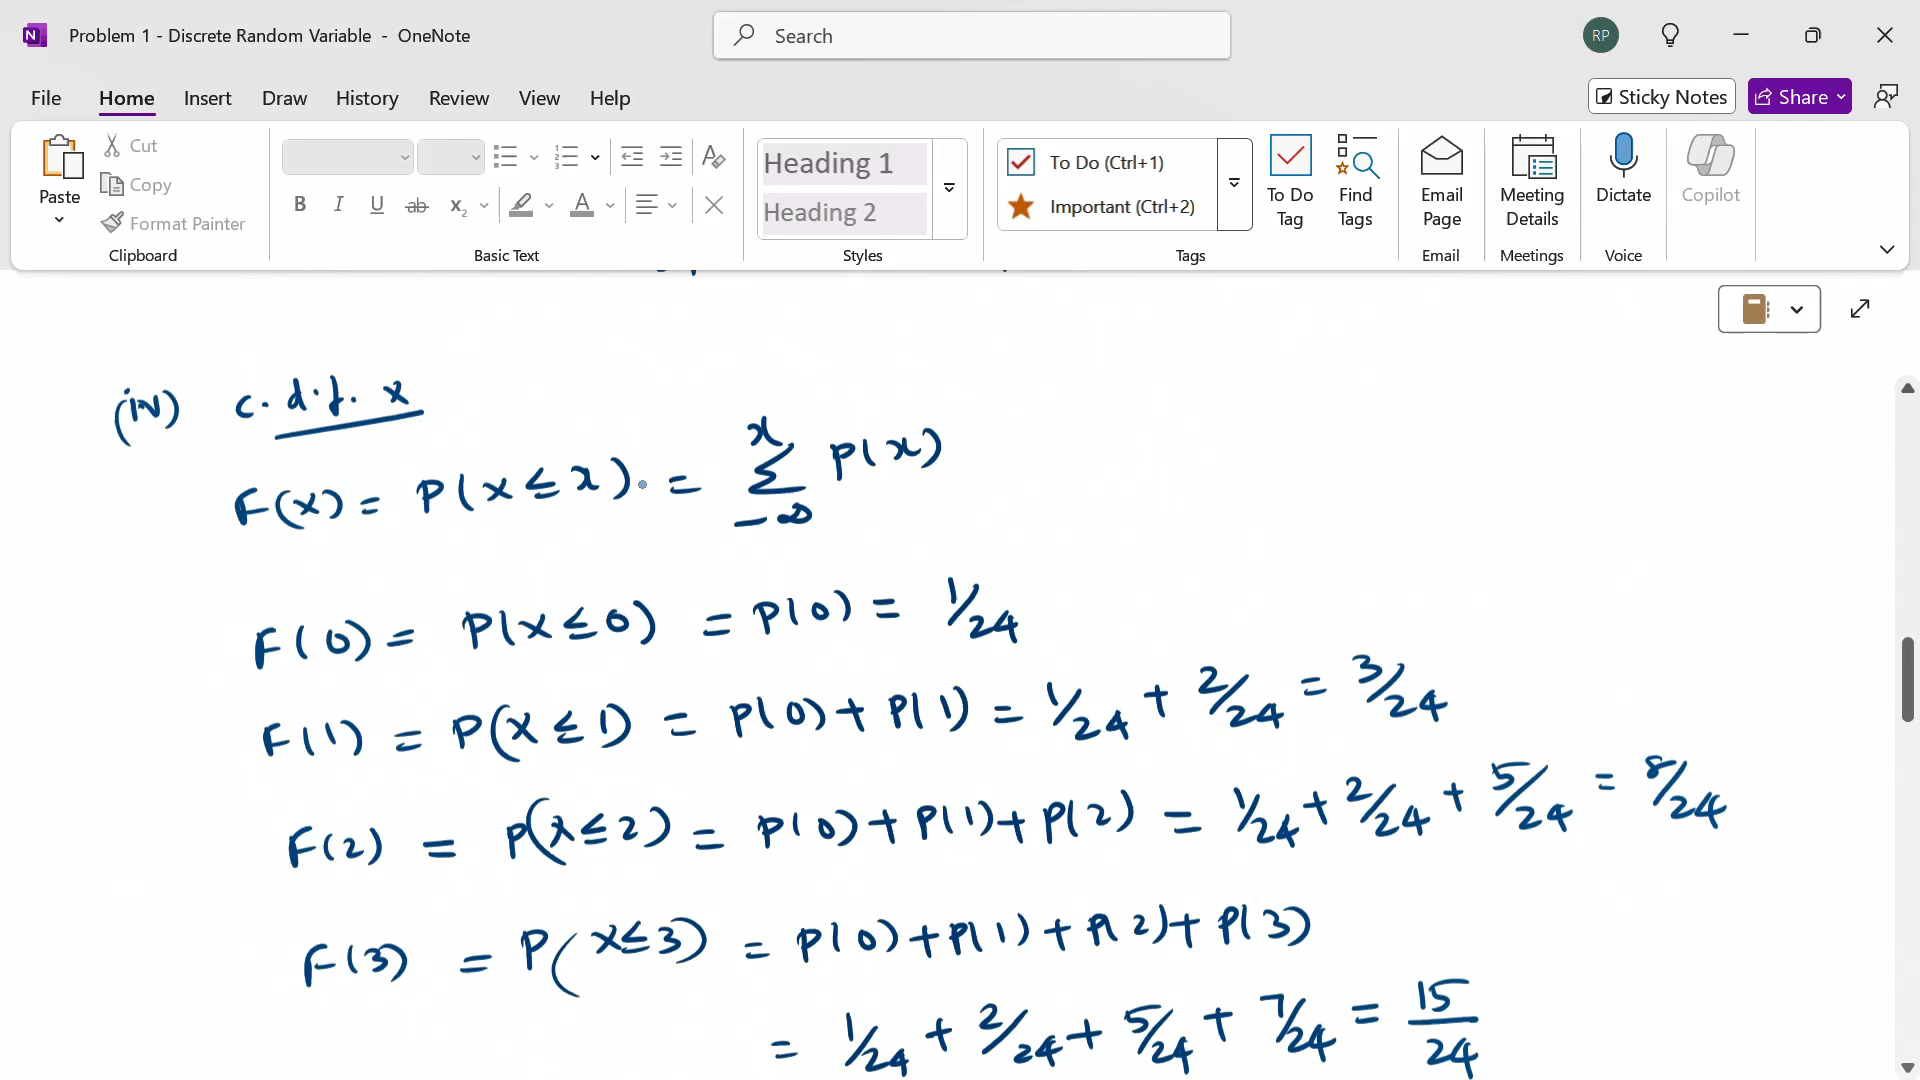 Problem 1 - Discrete Random Variable - OneNote
Search
RP
File Home Insert Draw History Review View Help
Sticky Notes
Share
Paste
Cut
Copy
Format Painter
Clipboard
B I U ab x₂ A
Basic Text
Heading 1
Heading 2
Styles
To Do (Ctrl+1)
Important (Ctrl+2)
To Do Tag
Find Tags
Tags
Email Page
Email
Meeting Details
Meetings
Dictate
Voice
Copilot
(iv) c.d.f. X
F(x) = P(X ≤ x) = ∑_{-∞}^{x} P(x)
F(0) = P(X ≤ 0) = P(0) = 1/24
F(1) = P(X ≤ 1) = P(0) + P(1) = 1/24 + 2/24 = 3/24
F(2) = P(X ≤ 2) = P(0) + P(1) + P(2) = 1/24 + 2/24 + 5/24 = 8/24
F(3) = P(X ≤ 3) = P(0) + P(1) + P(2) + P(3)
= 1/24 + 2/24 + 5/24 + 7/24 = 15/24